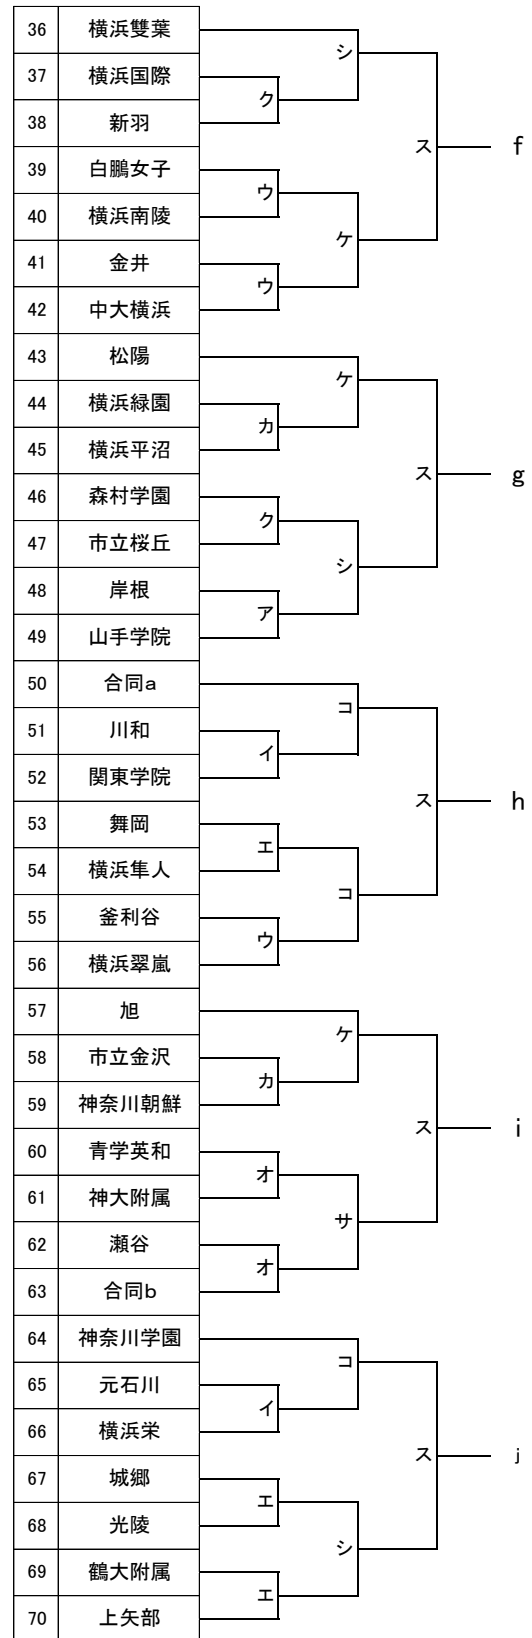 36 横浜雙葉
シ
37 横浜国際
ク
38 新羽
ス f
39 白鵬女子
ウ
40 横浜南陵
ケ
41 金井
ウ
42 中大横浜
43 松陽
ケ
44 横浜緑園
カ
45 横浜平沼
ス g
46 森村学園
ク
47 市立桜丘
シ
48 岸根
ア
49 山手学院
50 合同a
コ
51 川和
イ
52 関東学院
ス h
53 舞岡
エ
54 横浜隼人
コ
55 釜利谷
ウ
56 横浜翠嵐
57 旭
ケ
58 市立金沢
カ
59 神奈川朝鮮
ス i
60 青学英和
オ
61 神大附属
サ
62 瀬谷
オ
63 合同b
64 神奈川学園
コ
65 元石川
イ
66 横浜栄
ス j
67 城郷
エ
68 光陵
シ
69 鶴大附属
エ
70 上矢部